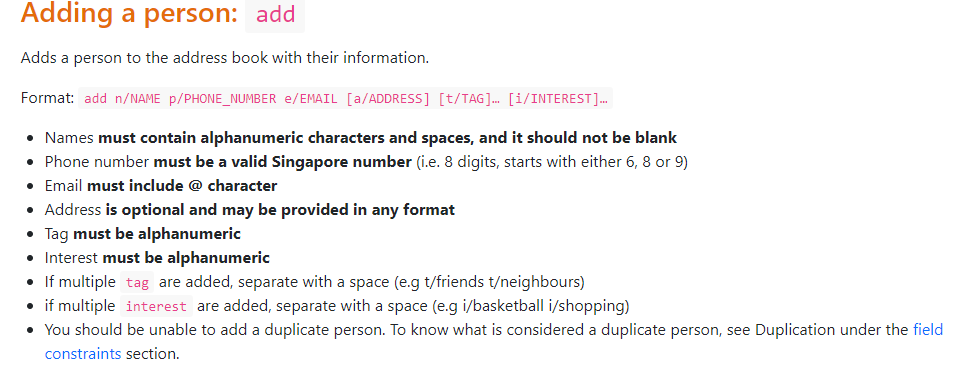 Adding a person: add
Adds a person to the address book with their information.
Format: add n/NAME p/PHONE_NUMBER e/EMAIL [a/ADDRESS] [t/TAG]… [i/INTEREST]…
• Names must contain alphanumeric characters and spaces, and it should not be blank
• Phone number must be a valid Singapore number (i.e. 8 digits, starts with either 6, 8 or 9)
• Email must include @ character
• Address is optional and may be provided in any format
• Tag must be alphanumeric
• Interest must be alphanumeric
• If multiple tag are added, separate with a space (e.g t/friends t/neighbours)
• if multiple interest are added, separate with a space (e.g i/basketball i/shopping)
• You should be unable to add a duplicate person. To know what is considered a duplicate person, see Duplication under the field
constraints section.